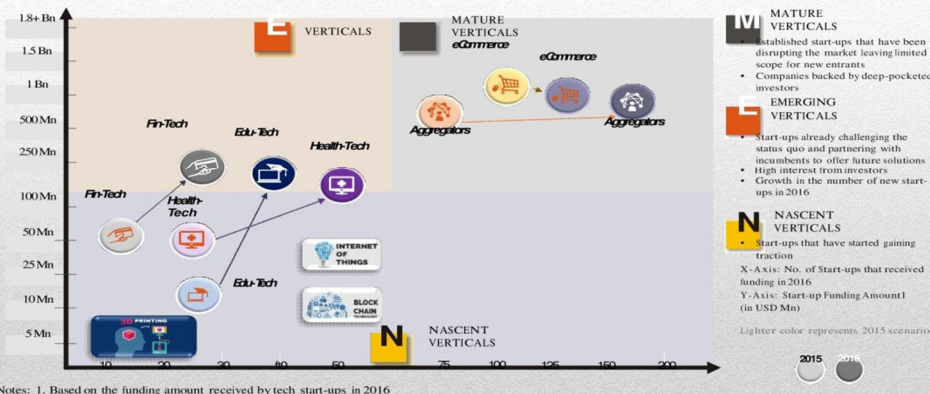 1.8+ Bn
1.5 Bn
1 Bn
500 Mn
250 Mn
100 Mn
50 Mn
25 Mn
10 Mn
5 Mn
E
VERTICALS
MATURE
VERTICALS
eCommerce
eCommerce
Aggregators
Aggregators
Fin-Tech
Edu-Tech
Health-Tech
Fin-Tech
Health-
Tech
Edu-Tech
INTERNET
OF
THINGS
BLOCK
CHAIN
TECHNOLOGY
3D PRINTING
N
NASCENT
VERTICALS
10 20 30 40 50 75 100 125 150 200
M
MATURE
VERTICALS
• Established start-ups that have been
disrupting the market leaving limited
scope for new entrants
• Companies backed by deep-pocketed
investors
E
EMERGING
VERTICALS
• Start-ups already challenging the
status quo and partnering with
incumbents to offer future solutions
• High interest from investors
• Growth in the number of new start-
ups in 2016
N
NASCENT
VERTICALS
• Start-ups that have started gaining
traction
X-Axis: No. of Start-ups that received
funding in 2016
Y-Axis: Start-up Funding Amount1
(in USD Mn)
Lighter color represents 2015 scenario
2015 2016
Notes: 1. Based on the funding amount received by tech start-ups in 2016